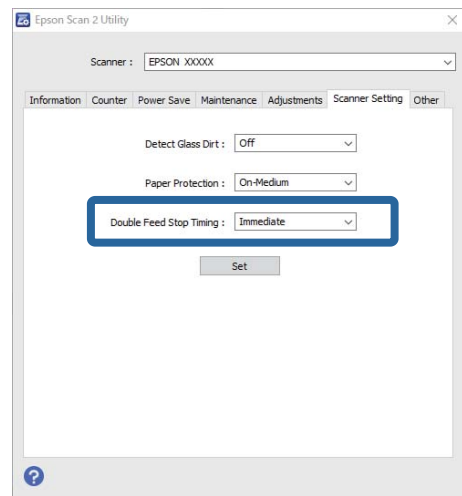 Epson Scan 2 Utility
Scanner : EPSON XXXXX
Information Counter Power Save Maintenance Adjustments Scanner Setting Other
Detect Glass Dirt : Off
Paper Protection : On-Medium
Double Feed Stop Timing : Immediate
Set
?